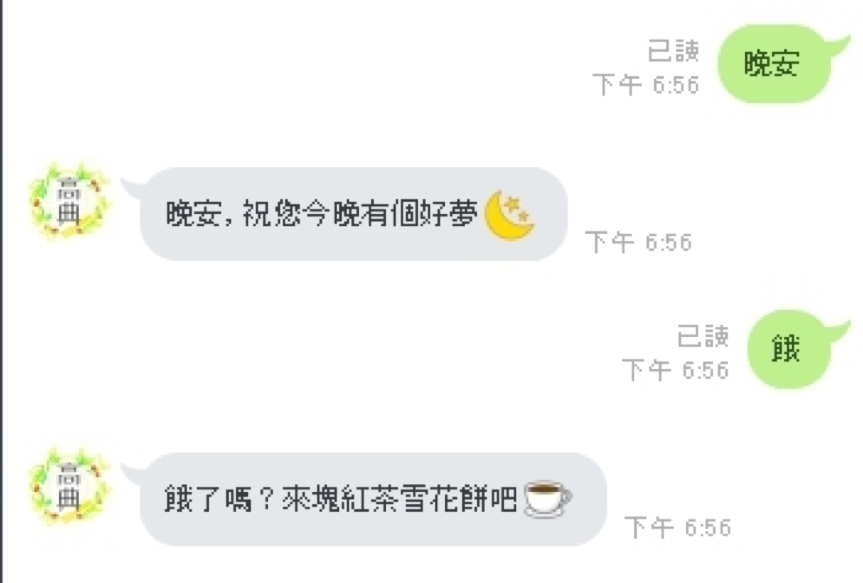 已讀
下午 6:56
晚安
高典
晚安, 祝您今晚有個好夢
下午 6:56
已讀
下午 6:56
餓
高典
餓了嗎？來塊紅茶雪花餅吧
下午 6:56